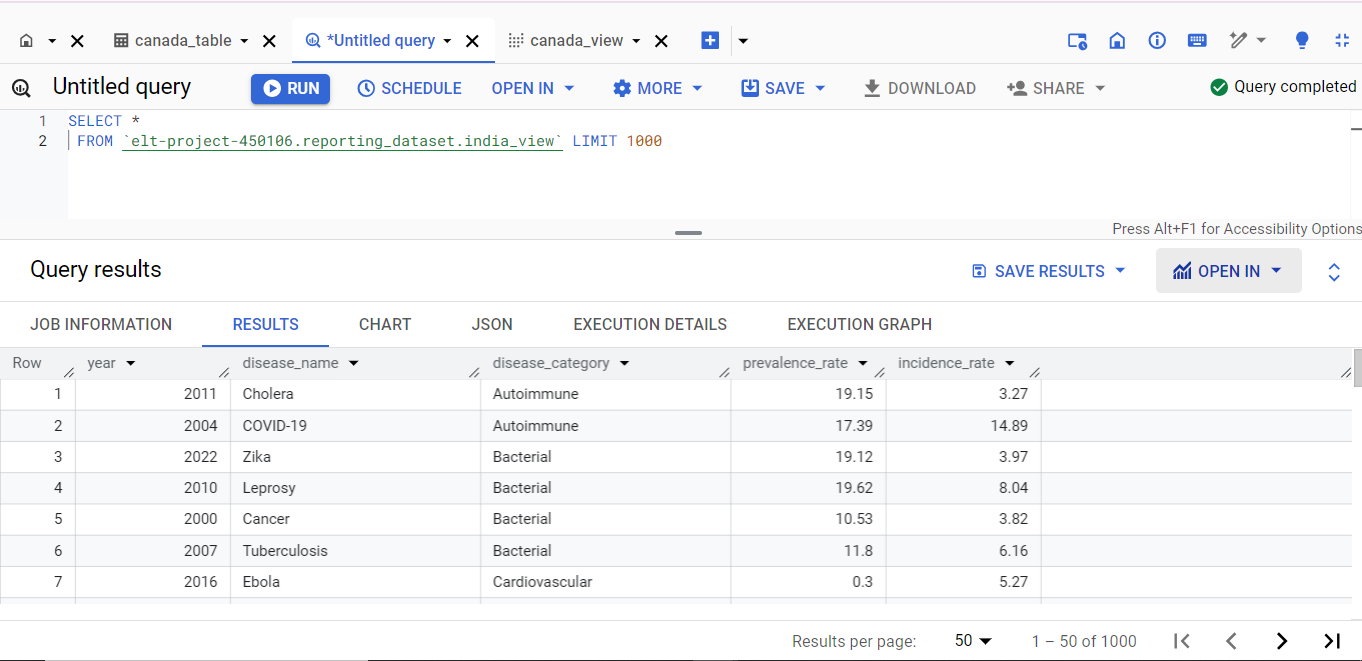 canada_table
*Untitled query
canada_view
Untitled query
RUN
SCHEDULE
OPEN IN
MORE
SAVE
DOWNLOAD
SHARE
Query completed
1 SELECT *
2 FROM `elt-project-450106.reporting_dataset.india_view` LIMIT 1000
Press Alt+F1 for Accessibility Options
Query results
SAVE RESULTS
OPEN IN
JOB INFORMATION RESULTS CHART JSON EXECUTION DETAILS EXECUTION GRAPH
Row year disease_name disease_category prevalence_rate incidence_rate
1 2011 Cholera Autoimmune 19.15 3.27
2 2004 COVID-19 Autoimmune 17.39 14.89
3 2022 Zika Bacterial 19.12 3.97
4 2010 Leprosy Bacterial 19.62 8.04
5 2000 Cancer Bacterial 10.53 3.82
6 2007 Tuberculosis Bacterial 11.8 6.16
7 2016 Ebola Cardiovascular 0.3 5.27
Results per page: 50 1 – 50 of 1000